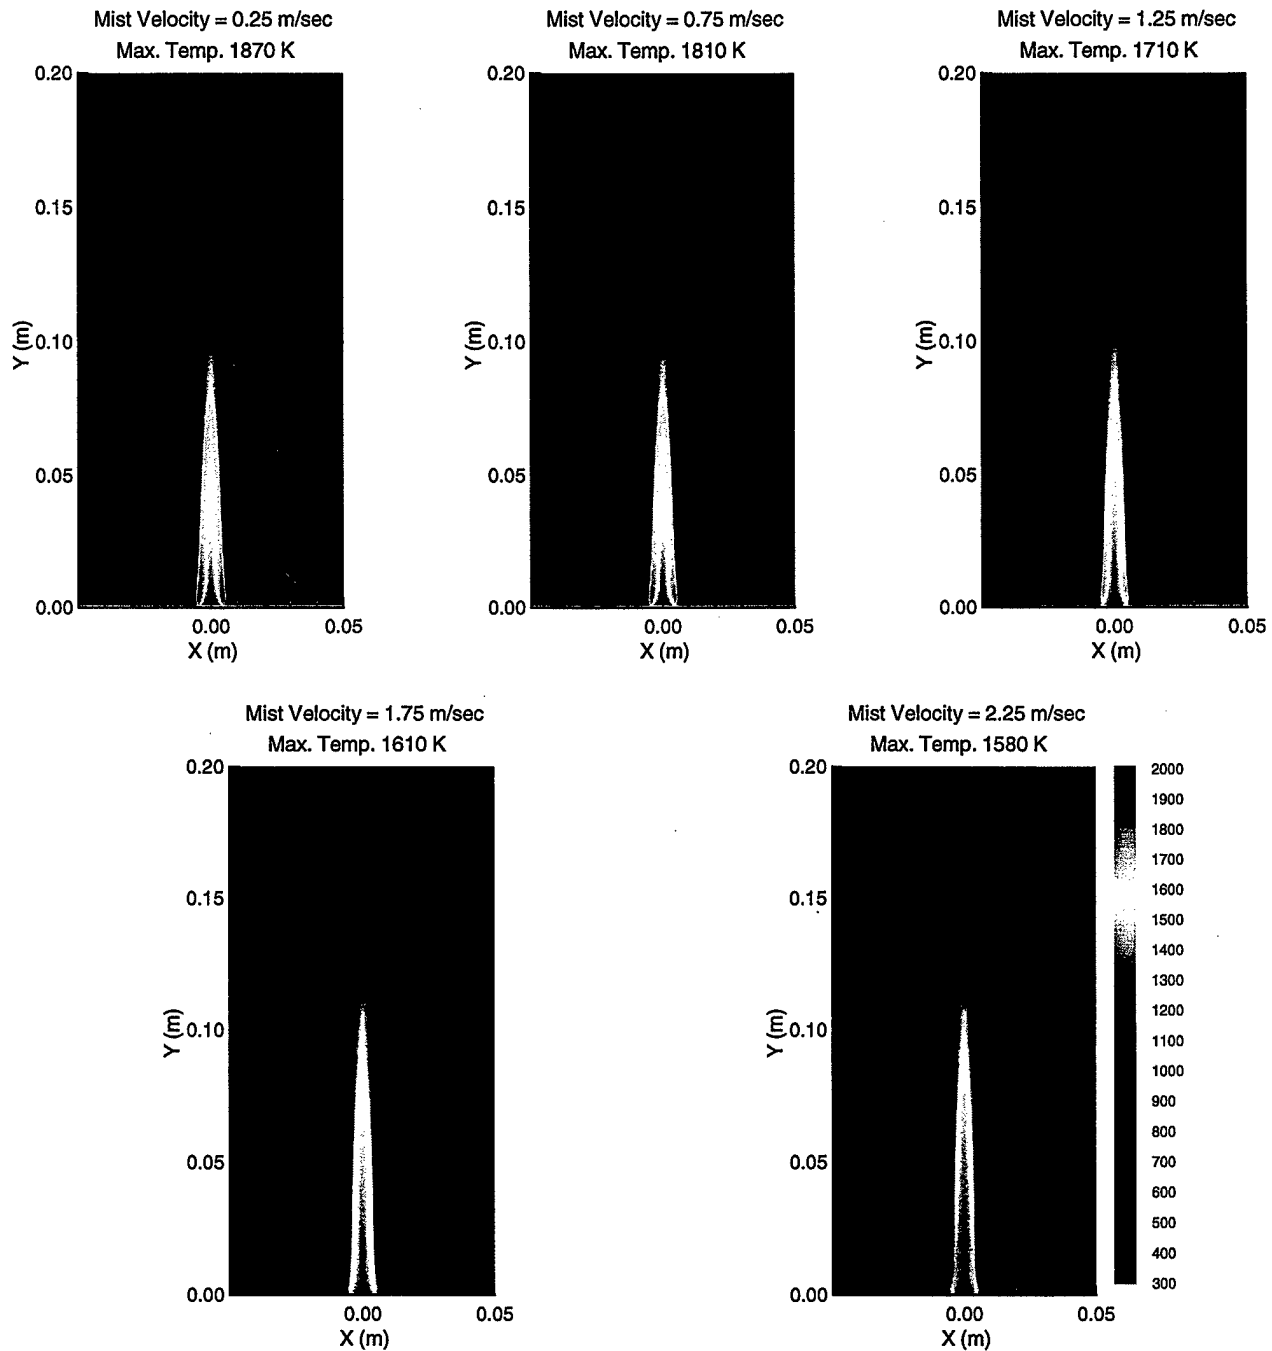 Mist Velocity = 0.25 m/sec
Max. Temp. 1870 K
0.20
0.15
0.10
0.05
0.00
Y (m)
0.00
0.05
X (m)
Mist Velocity = 0.75 m/sec
Max. Temp. 1810 K
0.20
0.15
0.10
0.05
0.00
Y (m)
0.00
0.05
X (m)
Mist Velocity = 1.25 m/sec
Max. Temp. 1710 K
0.20
0.15
0.10
0.05
0.00
Y (m)
0.00
0.05
X (m)
Mist Velocity = 1.75 m/sec
Max. Temp. 1610 K
0.20
0.15
0.10
0.05
0.00
Y (m)
0.00
0.05
X (m)
Mist Velocity = 2.25 m/sec
Max. Temp. 1580 K
0.20
0.15
0.10
0.05
0.00
Y (m)
0.00
0.05
X (m)
2000
1900
1800
1700
1600
1500
1400
1300
1200
1100
1000
900
800
700
600
500
400
300